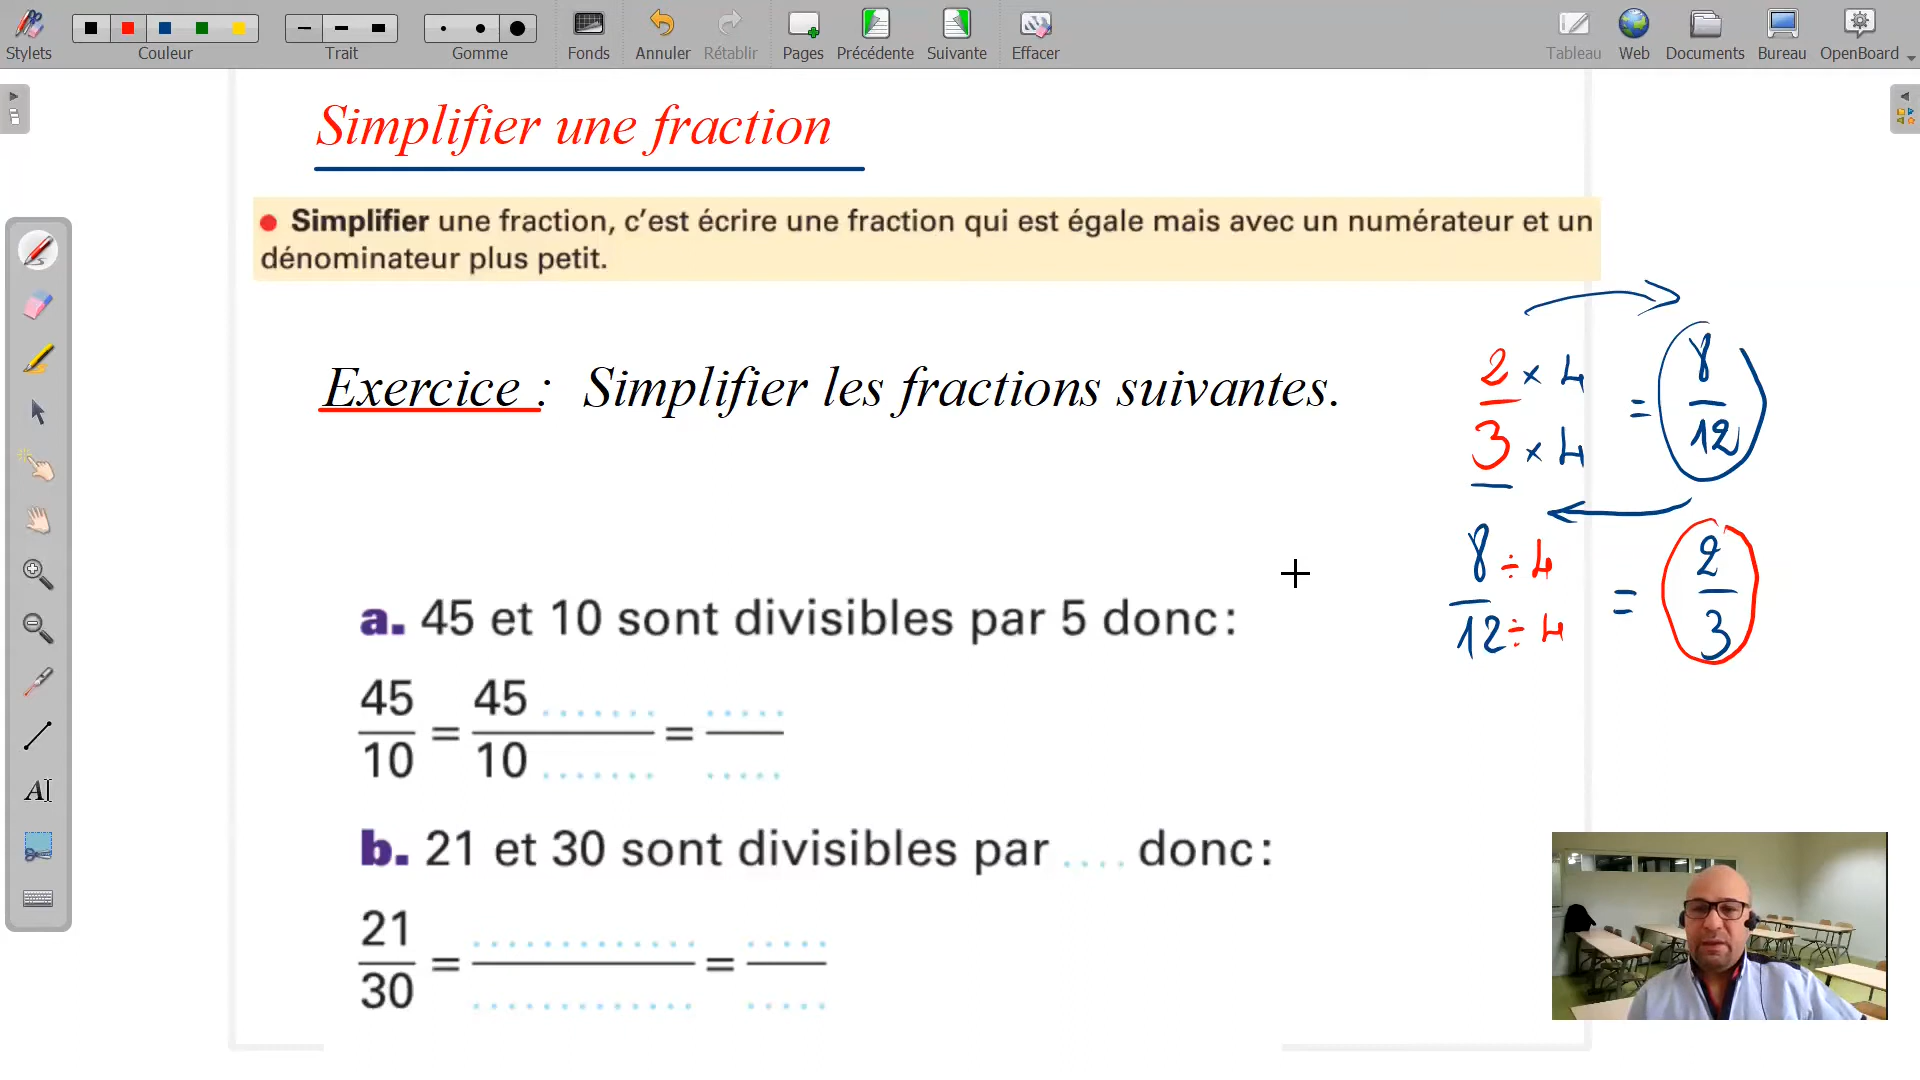 Stylets Couleur Trait Gomme Fonds Annuler Rétablir Pages Précédente Suivante Effacer Tableau Web Documents Bureau OpenBoard
Simplifier une fraction
• Simplifier une fraction, c'est écrire une fraction qui est égale mais avec un numérateur et un
dénominateur plus petit.
Exercice : Simplifier les fractions suivantes.
2 × 4
3 × 4
=
8
12
8 ÷ 4
12 ÷ 4
=
2
3
a. 45 et 10 sont divisibles par 5 donc :
45 45 ....... .....
= =
10 10 ....... .....
b. 21 et 30 sont divisibles par .... donc :
21 ............. .....
= =
30 ............. .....
AI